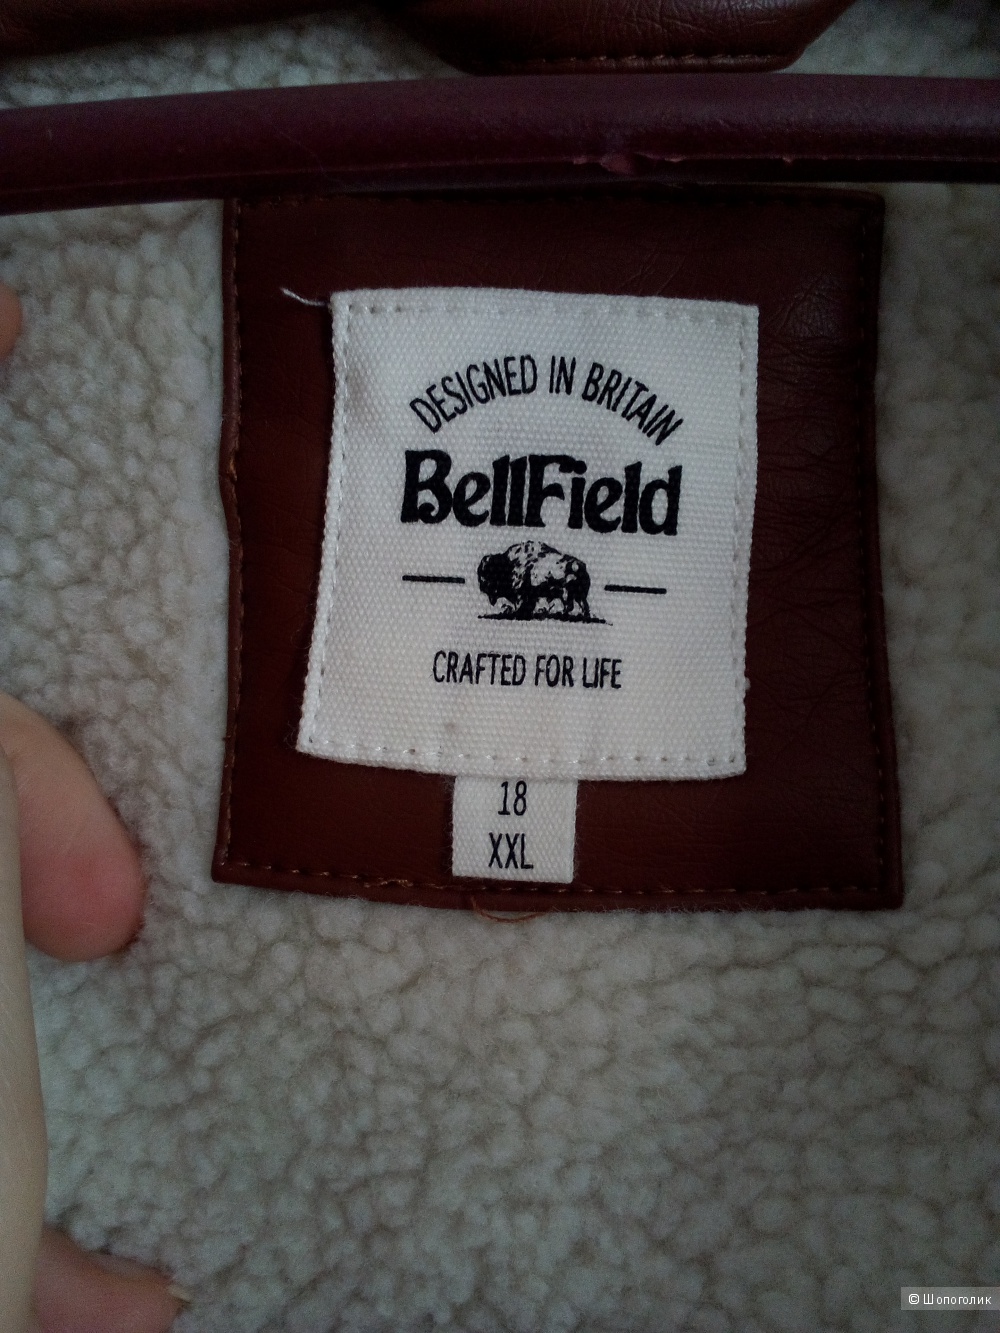 DESIGNED IN BRITAIN
BellField
CRAFTED FOR LIFE
18
XXL
© Шопоголик